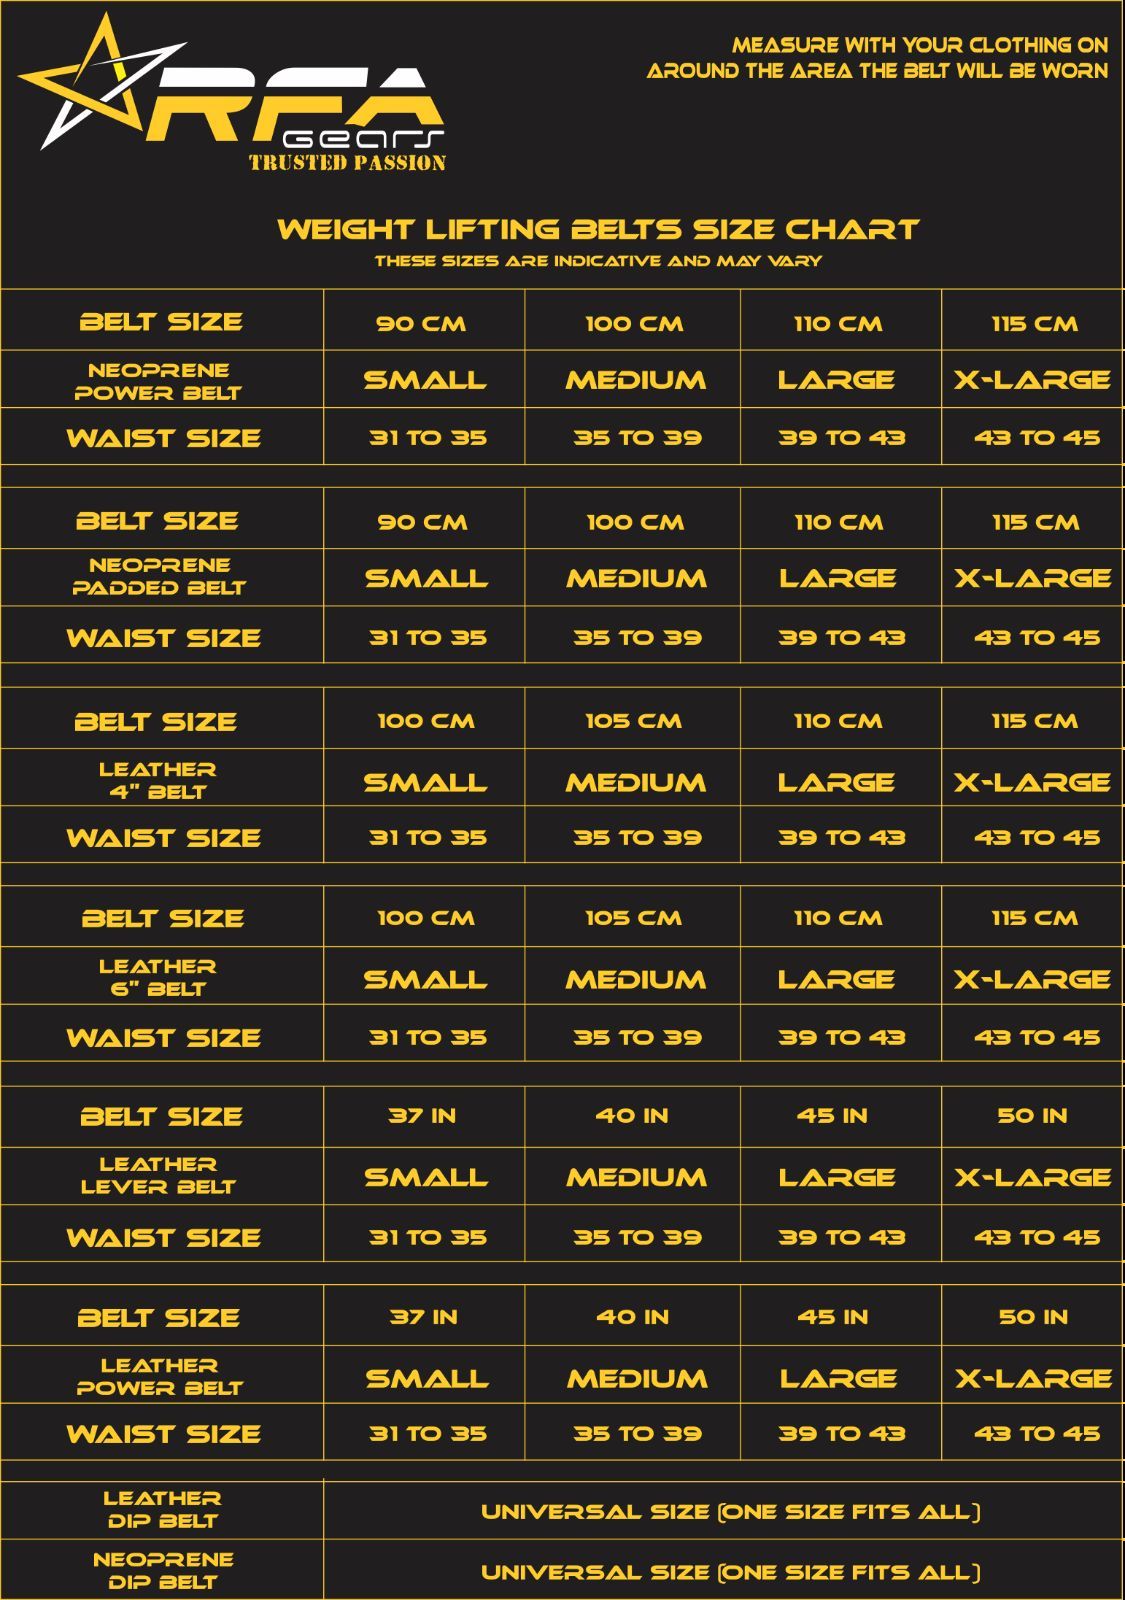 RFA
Gears
TRUSTED PASSION
MEASURE WITH YOUR CLOTHING ON
AROUND THE AREA THE BELT WILL BE WORN
WEIGHT LIFTING BELTS SIZE CHART
THESE SIZES ARE INDICATIVE AND MAY VARY
BELT SIZE 90 CM 100 CM 110 CM 115 CM
NEOPRENE
POWER BELT SMALL MEDIUM LARGE X-LARGE
WAIST SIZE 31 TO 35 35 TO 39 39 TO 43 43 TO 45
BELT SIZE 90 CM 100 CM 110 CM 115 CM
NEOPRENE
PADDED BELT SMALL MEDIUM LARGE X-LARGE
WAIST SIZE 31 TO 35 35 TO 39 39 TO 43 43 TO 45
BELT SIZE 100 CM 105 CM 110 CM 115 CM
LEATHER
4" BELT SMALL MEDIUM LARGE X-LARGE
WAIST SIZE 31 TO 35 35 TO 39 39 TO 43 43 TO 45
BELT SIZE 100 CM 105 CM 110 CM 115 CM
LEATHER
6" BELT SMALL MEDIUM LARGE X-LARGE
WAIST SIZE 31 TO 35 35 TO 39 39 TO 43 43 TO 45
BELT SIZE 37 IN 40 IN 45 IN 50 IN
LEATHER
LEVER BELT SMALL MEDIUM LARGE X-LARGE
WAIST SIZE 31 TO 35 35 TO 39 39 TO 43 43 TO 45
BELT SIZE 37 IN 40 IN 45 IN 50 IN
LEATHER
POWER BELT SMALL MEDIUM LARGE X-LARGE
WAIST SIZE 31 TO 35 35 TO 39 39 TO 43 43 TO 45
LEATHER
DIP BELT UNIVERSAL SIZE (ONE SIZE FITS ALL)
NEOPRENE
DIP BELT UNIVERSAL SIZE (ONE SIZE FITS ALL)